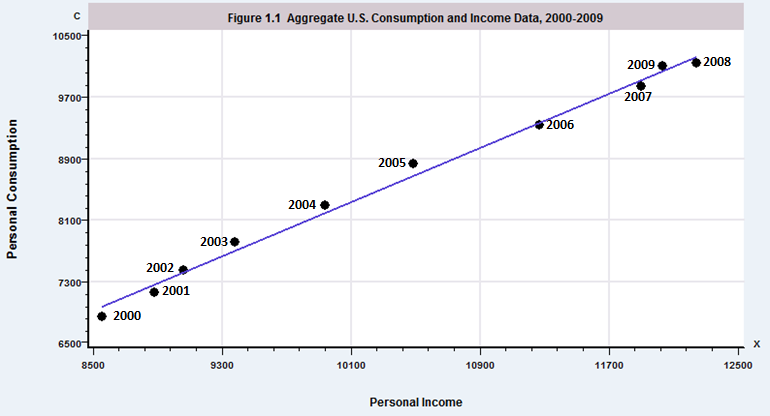 C
Figure 1.1 Aggregate U.S. Consumption and Income Data, 2000-2009
10500
9700
8900
8100
7300
6500
Personal Consumption
2009
2008
2007
2006
2005
2004
2003
2002
2001
2000
8500 9300 10100 10900 11700 12500
X
Personal Income